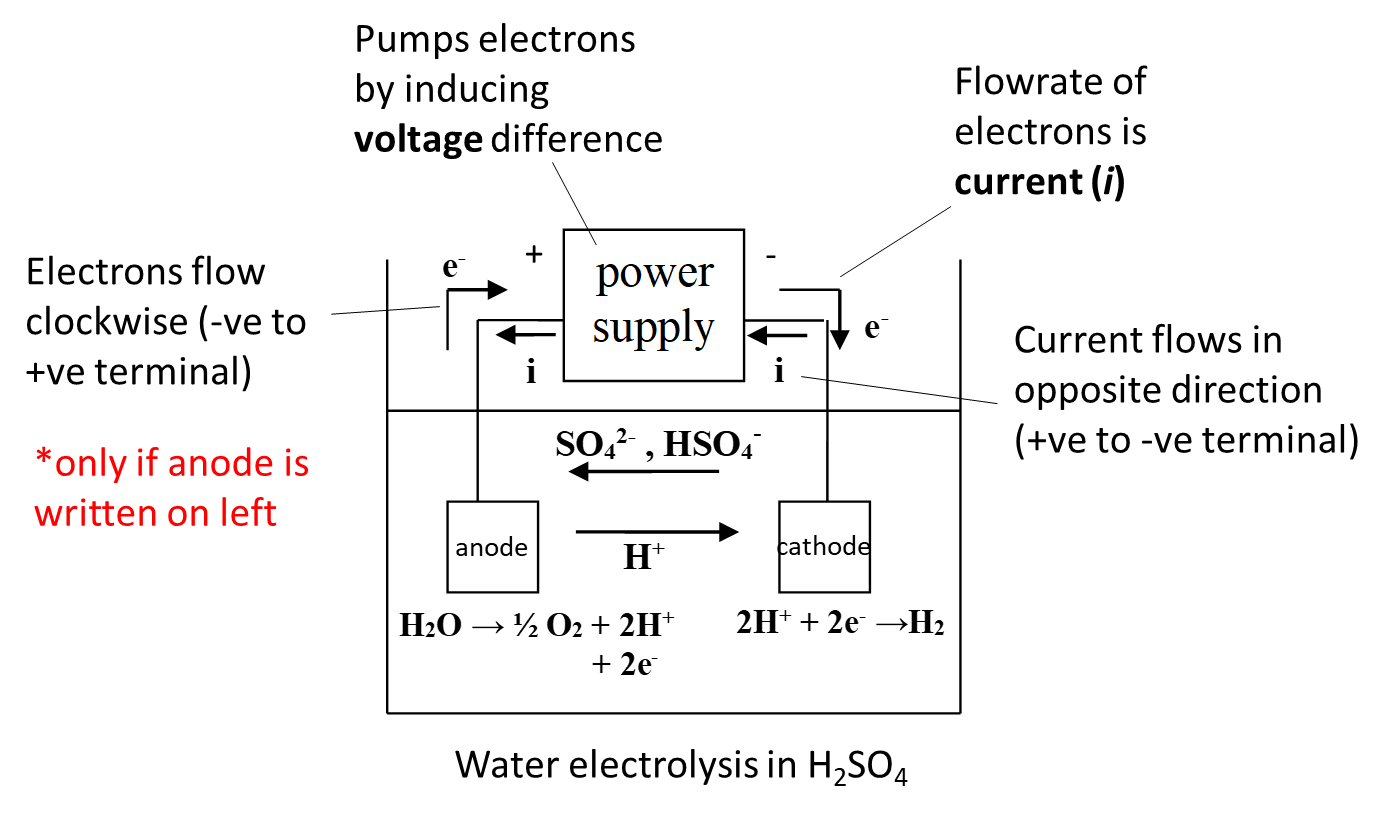 Pumps electrons
by inducing
voltage difference
Flowrate of
electrons is
current (i)
Electrons flow
clockwise (-ve to
+ve terminal)
*only if anode is
written on left
e⁻
+
power
supply
-
e⁻
i
i
Current flows in
opposite direction
(+ve to -ve terminal)
SO₄²⁻ , HSO₄⁻
anode
H⁺
cathode
H₂O → ½ O₂ + 2H⁺
+ 2e⁻
2H⁺ + 2e⁻ →H₂
Water electrolysis in H₂SO₄